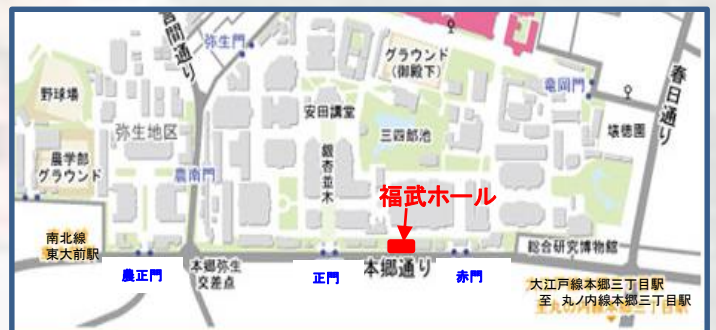 言問通り
弥生門
グラウンド
(御殿下)
竜岡門
春日通り
野球場
弥生地区
安田講堂
三四郎池
懐徳園
農学部
グラウンド
農南門
銀杏並木
福武ホール
南北線
東大前駅
農正門
本郷弥生
交差点
正門
本郷通り
赤門
総合研究博物館
大江戸線本郷三丁目駅
至 丸ノ内線本郷三丁目駅